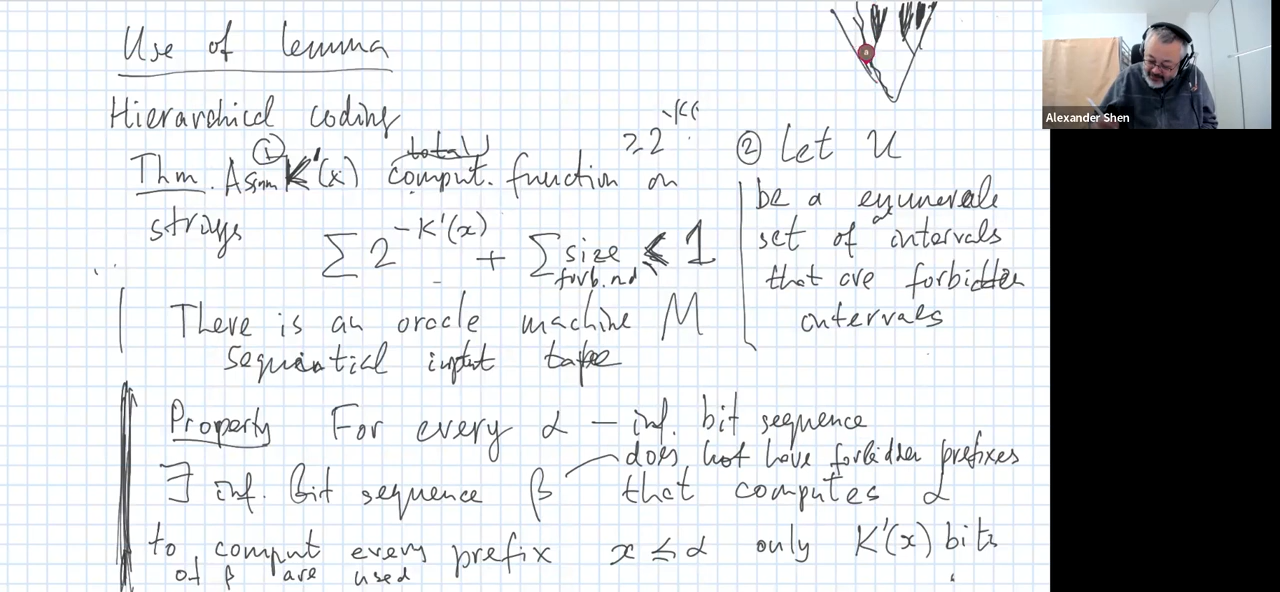 Use of lemma
Hierarchical coding
Thm. Assum ① K'(x) total comput. function on
strings
∑ 2^{-K'(x)} + ∑ size forb. nd < 1
≥ 2^{-K(
② Let U
be a enumerable
set of intervals
that are forbidden
intervals
There is an oracle machine M
sequential input tape
Property For every α – inf. bit sequence
does not have forbidden prefixes
∃ inf. bit sequence β that computes α
to comput every prefix x ≤ α only K'(x) bits
of β are used
a
Alexander Shen